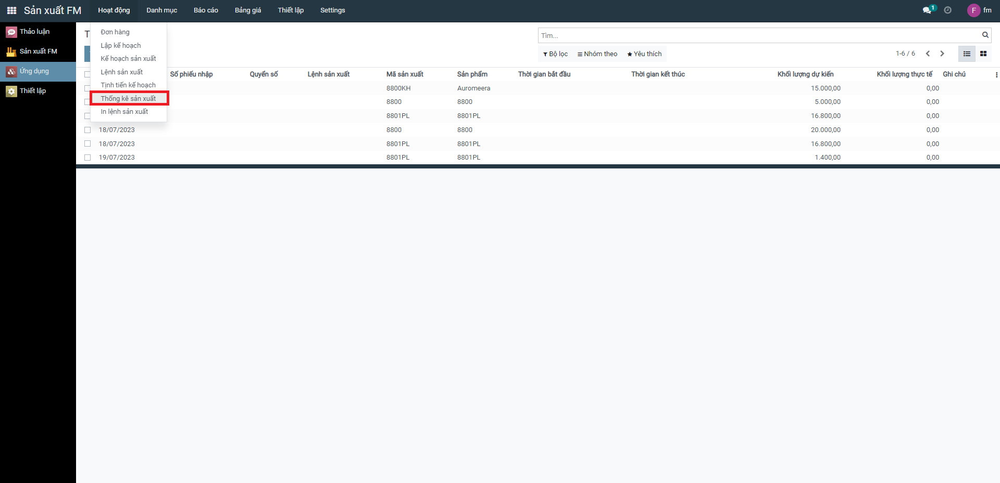 Sản xuất FM Hoạt động Danh mục Báo cáo Bảng giá Thiết lập Settings 1 F fm
Thảo luận
Sản xuất FM
Ứng dụng
Thiết lập
Đơn hàng
Lập kế hoạch
Kế hoạch sản xuất
Lệnh sản xuất
Tịnh tiến kế hoạch
Thống kê sản xuất
In lệnh sản xuất
T
Tìm...
Bộ lọc Nhóm theo Yêu thích 1-6 / 6
Số phiếu nhập Quyển số Lệnh sản xuất Mã sản xuất Sản phẩm Thời gian bắt đầu Thời gian kết thúc Khối lượng dự kiến Khối lượng thực tế Ghi chú
8800KH Auromeera 15.000,00 0,00
8800 8800 5.000,00 0,00
8801PL 8801PL 16.800,00 0,00
18/07/2023 8800 8800 20.000,00 0,00
18/07/2023 8801PL 8801PL 16.800,00 0,00
19/07/2023 8801PL 8801PL 1.400,00 0,00